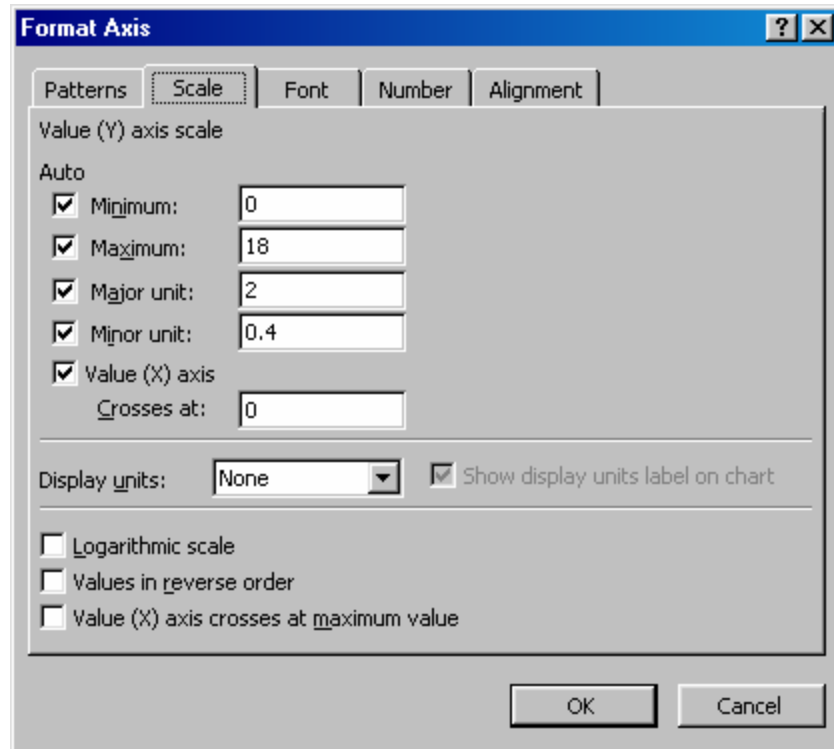 Format Axis
Patterns Scale Font Number Alignment
Value (Y) axis scale
Auto
Minimum: 0
Maximum: 18
Major unit: 2
Minor unit: 0.4
Value (X) axis
Crosses at: 0
Display units: None Show display units label on chart
Logarithmic scale
Values in reverse order
Value (X) axis crosses at maximum value
OK Cancel